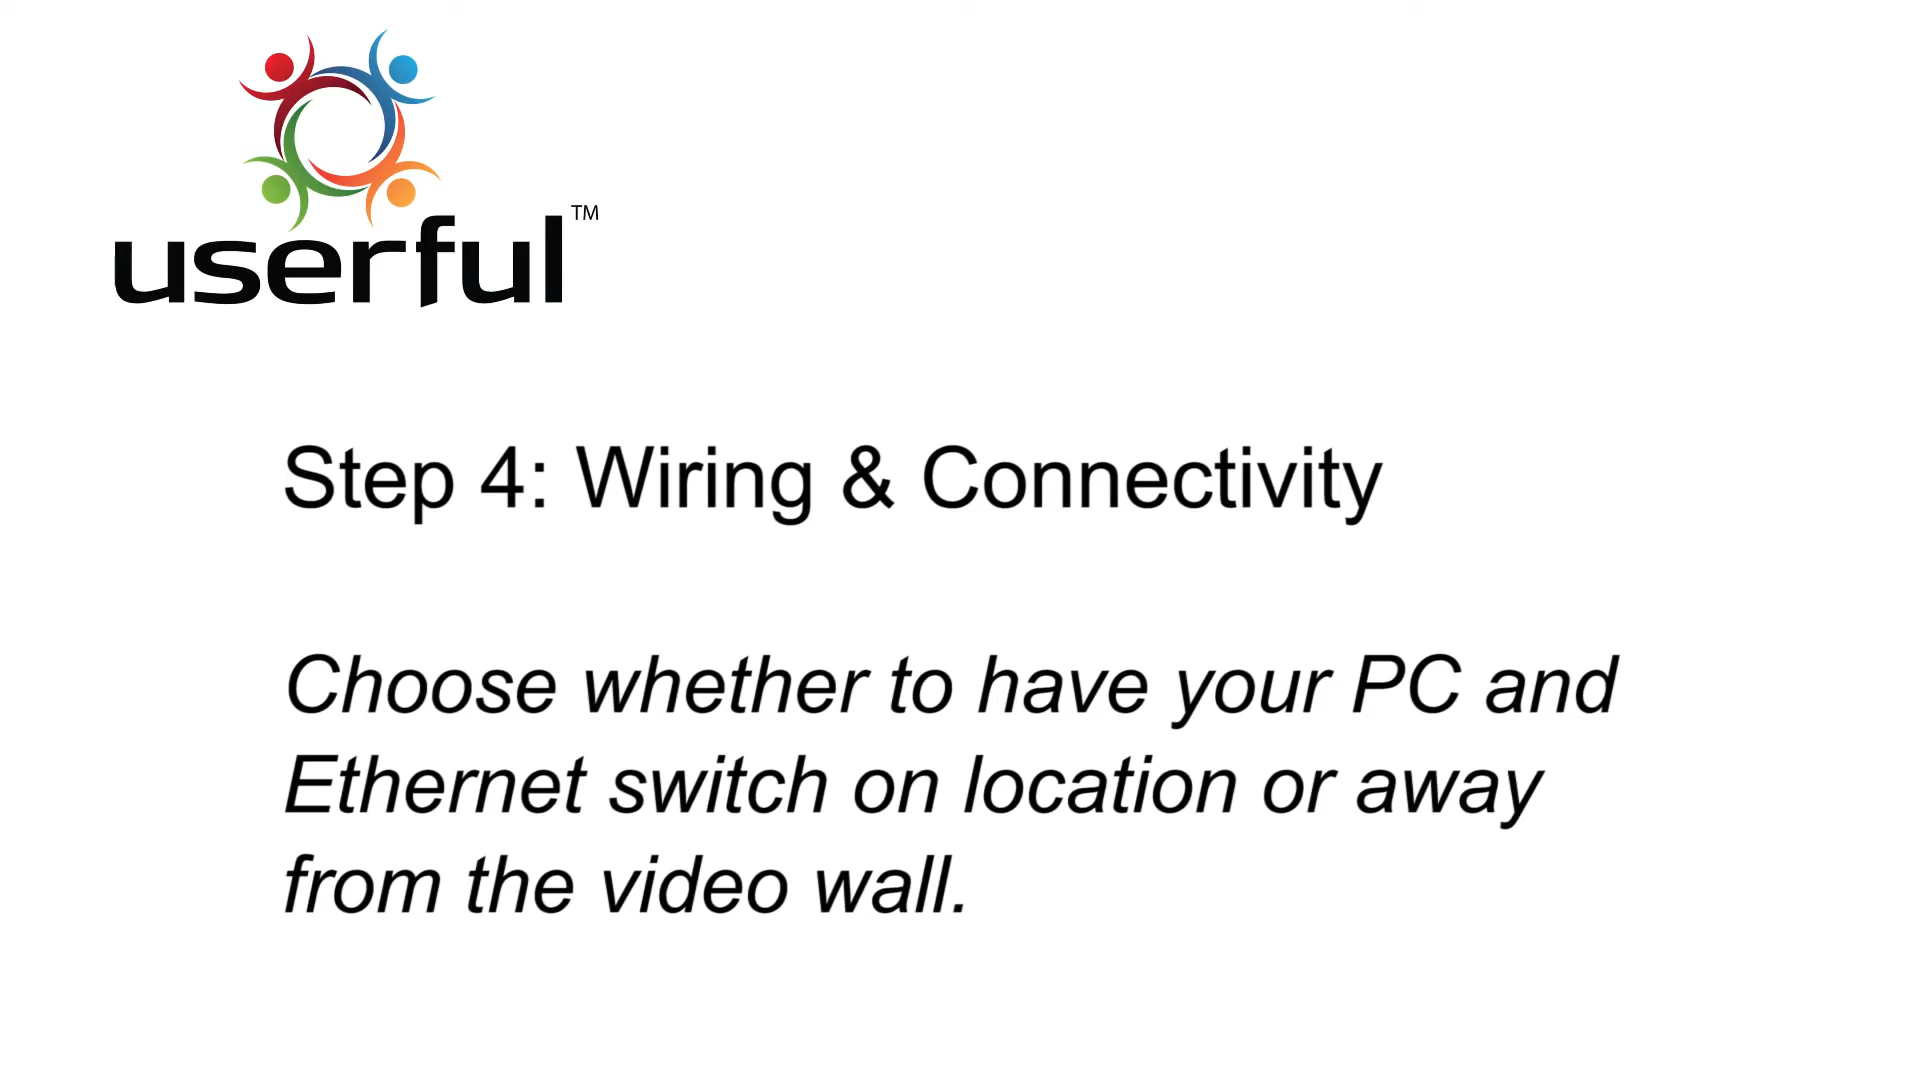 userful™
Step 4: Wiring & Connectivity
Choose whether to have your PC and
Ethernet switch on location or away
from the video wall.